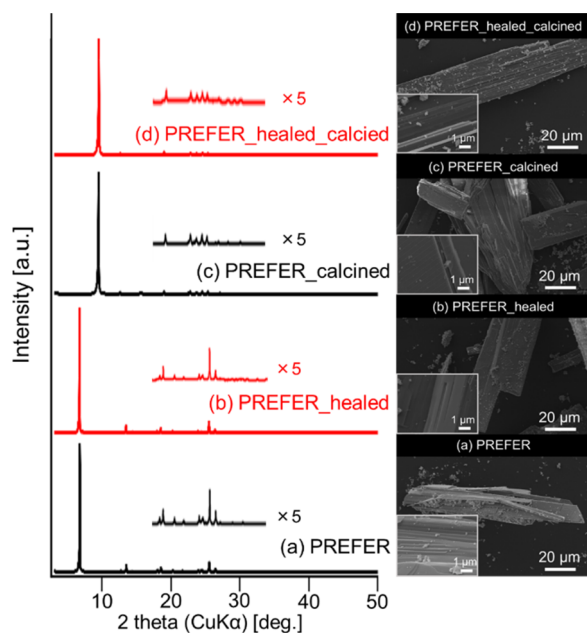 Intensity [a.u.]
×5
(d) PREFER_healed_calcied
×5
(c) PREFER_calcined
×5
(b) PREFER_healed
×5
(a) PREFER
10 20 30 40 50
2 theta (CuKα) [deg.]
(d) PREFER_healed_calcined
1 μm
20 μm
(c) PREFER_calcined
1 μm
20 μm
(b) PREFER_healed
1 μm
20 μm
(a) PREFER
1 μm
20 μm